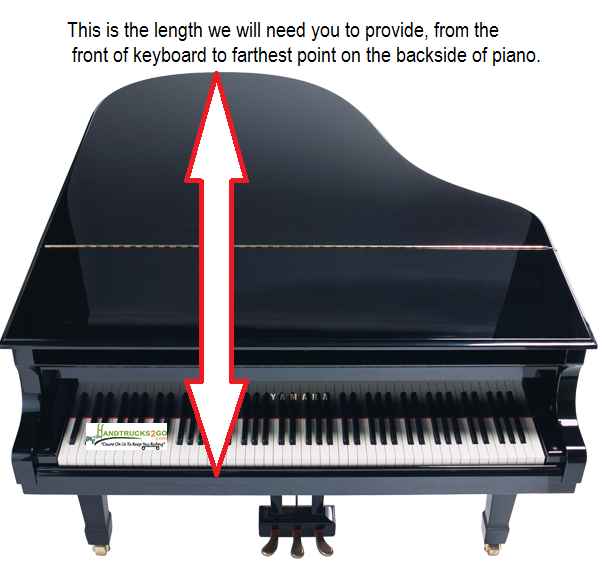 This is the length we will need you to provide, from the
front of keyboard to farthest point on the backside of piano.
YAMAHA
HANDTRUCKS2GO
.com
"Count On Us To Keep You Rolling"